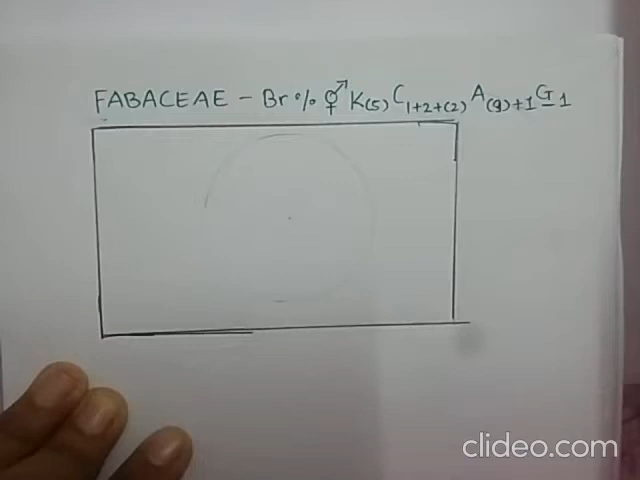 FABACEAE - Br % ⚥ K(5) C1+2+(2) A(9)+1 G1
clideo.com